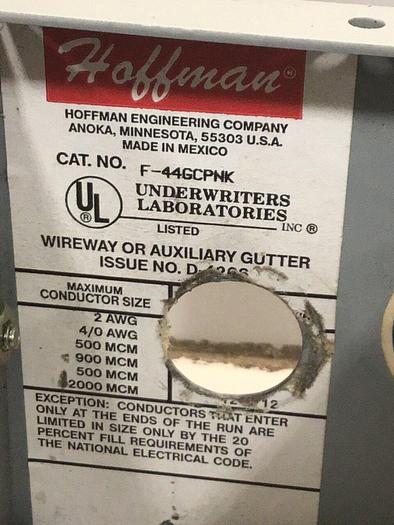 Hoffman®
HOFFMAN ENGINEERING COMPANY
ANOKA, MINNESOTA, 55303 U.S.A.
MADE IN MEXICO
CAT. NO. F-44GCPNK
UL ® UNDERWRITERS
LABORATORIES
LISTED INC ®
WIREWAY OR AUXILIARY GUTTER
ISSUE NO.
MAXIMUM
CONDUCTOR SIZE
2 AWG
4/0 AWG
500 MCM
900 MCM
500 MCM
2000 MCM
12
EXCEPTION: CONDUCTORS THAT ENTER
ONLY AT THE ENDS OF THE RUN ARE
LIMITED IN SIZE ONLY BY THE 20
PERCENT FILL REQUIREMENTS OF
THE NATIONAL ELECTRICAL CODE.